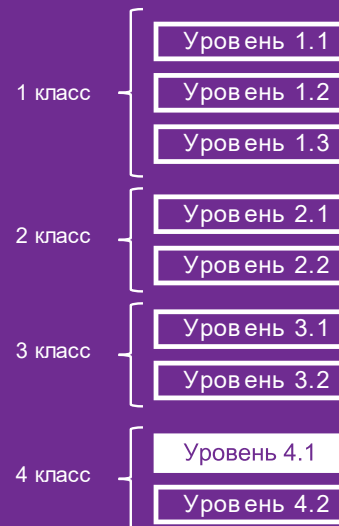 1 класс
Уровень 1.1
Уровень 1.2
Уровень 1.3
2 класс
Уровень 2.1
Уровень 2.2
3 класс
Уровень 3.1
Уровень 3.2
4 класс
Уровень 4.1
Уровень 4.2